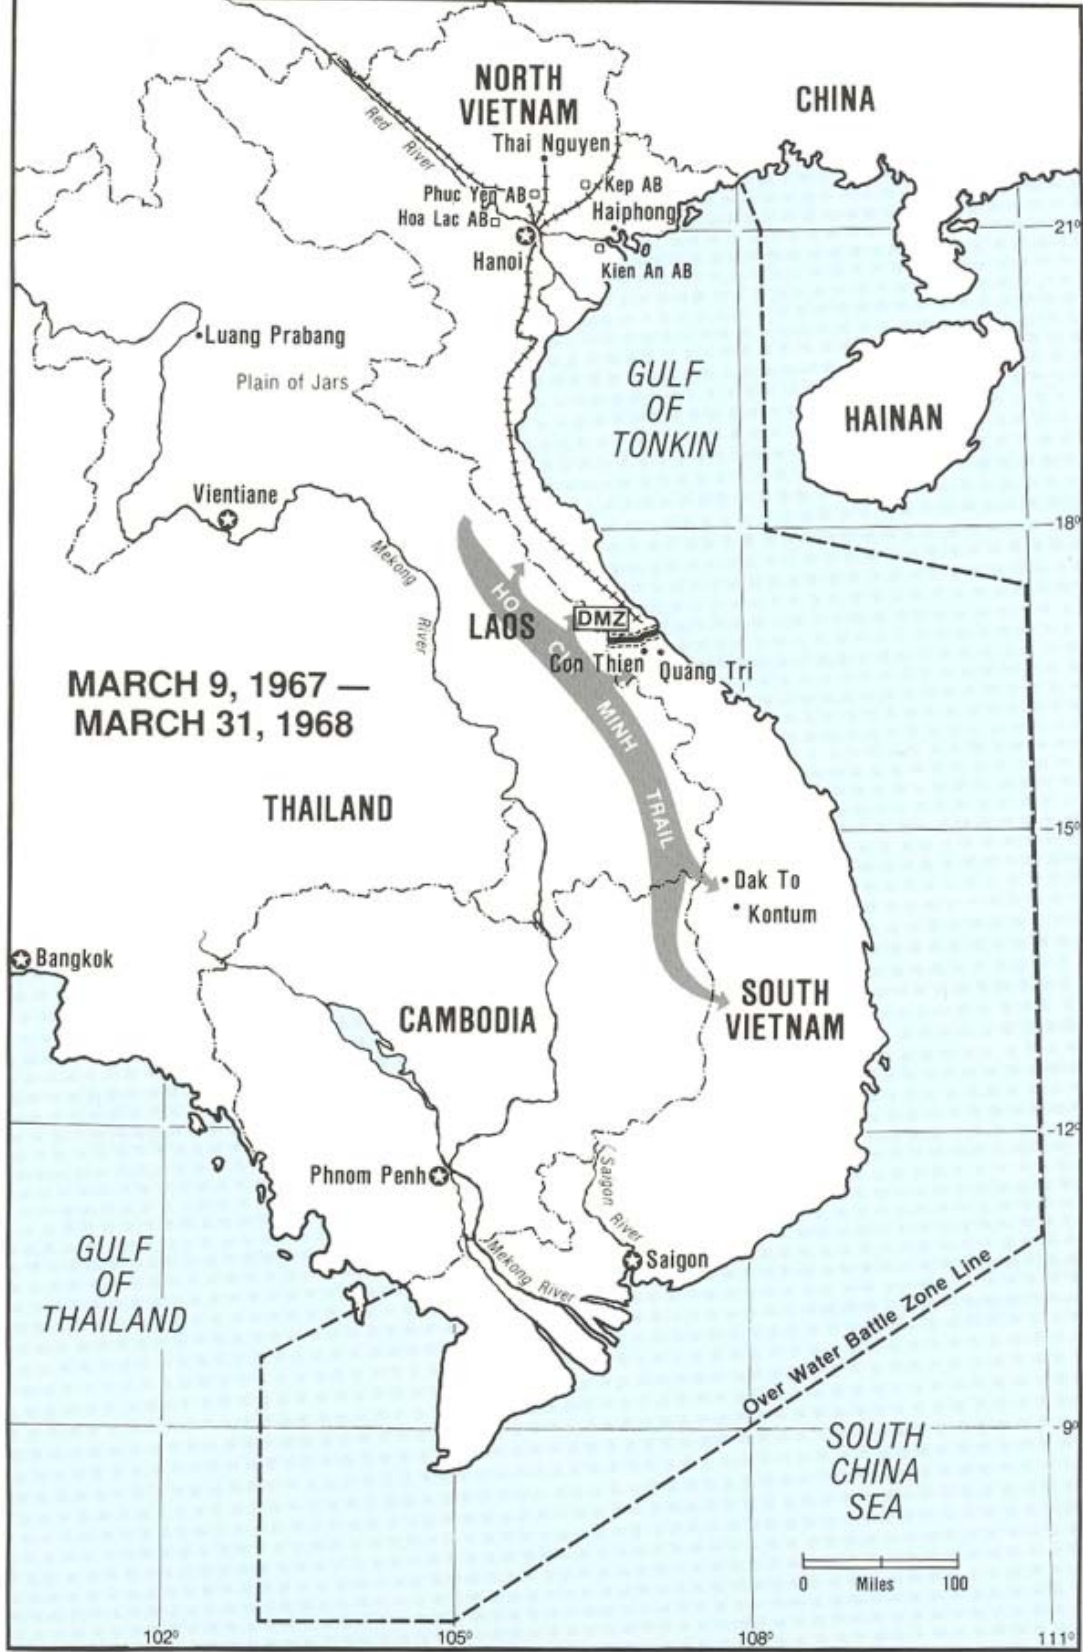 NORTH
VIETNAM
CHINA
Red
River
Thai Nguyen
Phuc Yen AB
Kep AB
Hoa Lac AB
Haiphong
21°
Hanoi
Kien An AB
Luang Prabang
Plain of Jars
GULF
OF
TONKIN
HAINAN
Vientiane
18°
Mekong
River
HO
CHI
MINH
TRAIL
LAOS
DMZ
Con Thien
Quang Tri
MARCH 9, 1967 —
MARCH 31, 1968
THAILAND
15°
Dak To
Kontum
Bangkok
CAMBODIA
SOUTH
VIETNAM
12°
Phnom Penh
Saigon
River
GULF
OF
THAILAND
Mekong River
Saigon
Over Water Battle Zone Line
9°
SOUTH
CHINA
SEA
0 Miles 100
102° 105° 108° 111°